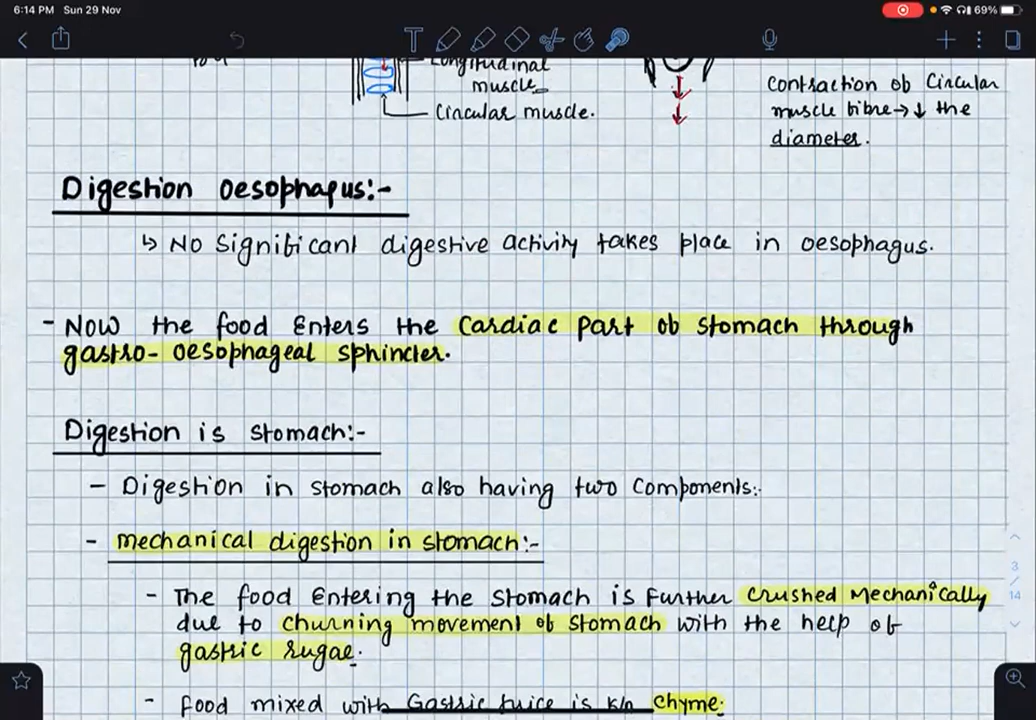 6:14 PM Sun 29 Nov
69%
Longitudinal
muscle
Circular muscle.
Contraction of Circular
muscle fibre→↓ the
diameter.
Digestion oesophagus:-
↳ No significant digestive activity takes place in oesophagus.
- Now the food Enters the Cardiac part of stomach through
gastro-oesophageal sphincter.
Digestion is stomach:-
- Digestion in stomach also having two components:-
- mechanical digestion in stomach:-
- The food Entering the stomach is Further crushed Mechanically
due to churning movement of stomach with the help of
gastric rugae.
- Food mixed with Gastric juice is k/n chyme.
3
/
14